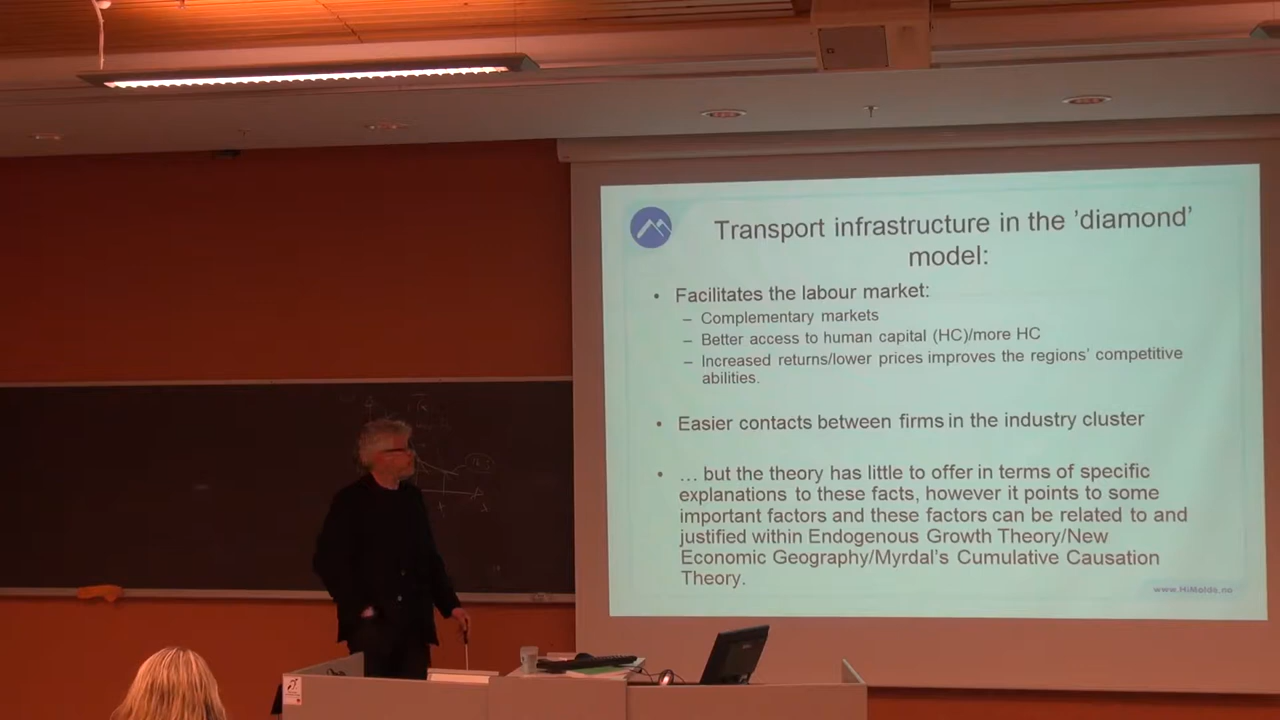 Transport infrastructure in the 'diamond'
model:
• Facilitates the labour market:
– Complementary markets
– Better access to human capital (HC)/more HC
– Increased returns/lower prices improves the regions' competitive
abilities.
• Easier contacts between firms in the industry cluster
• … but the theory has little to offer in terms of specific
explanations to these facts, however it points to some
important factors and these factors can be related to and
justified within Endogenous Growth Theory/New
Economic Geography/Myrdal's Cumulative Causation
Theory.
www.HiMolde.no